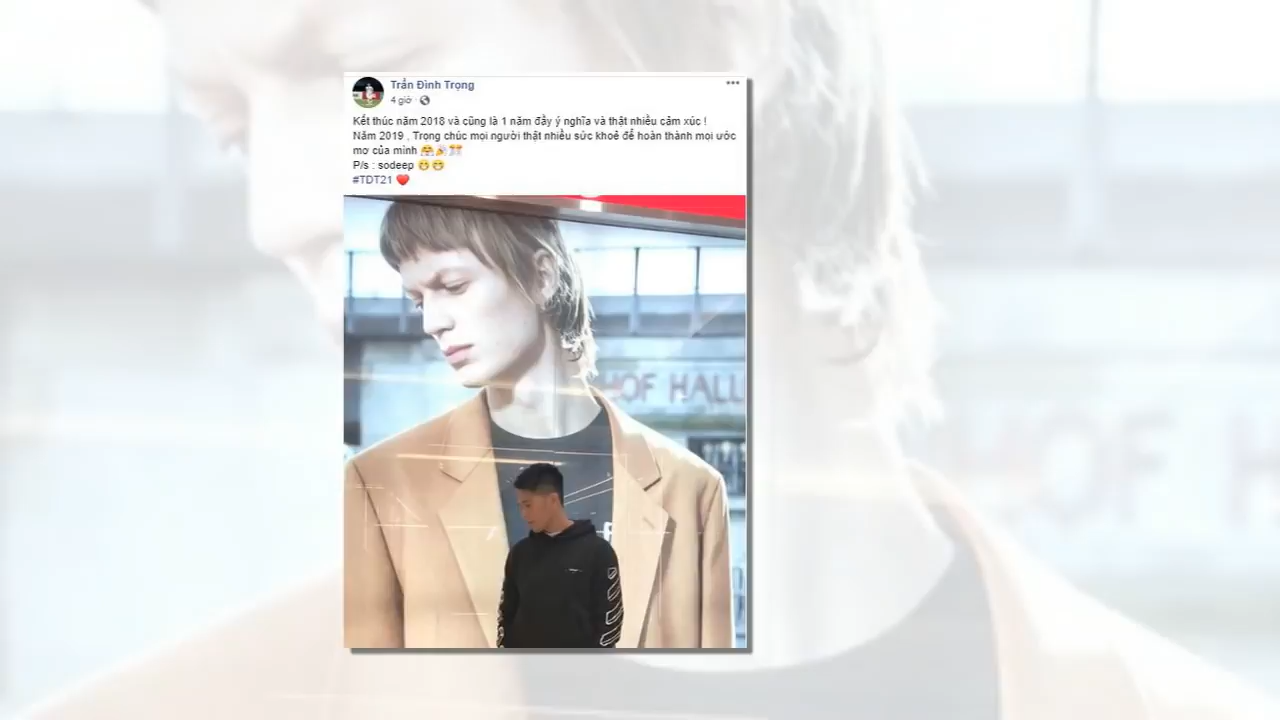 Trần Đình Trọng
4 giờ ·
Kết thúc năm 2018 và cũng là 1 năm đầy ý nghĩa và thật nhiều cảm xúc !
Năm 2019 , Trọng chúc mọi người thật nhiều sức khoẻ để hoàn thành mọi ước
mơ của mình 🤗🎉🎊
P/s : sodeep 😁😁
#TDT21 ❤️
HOF HALL
HOF H